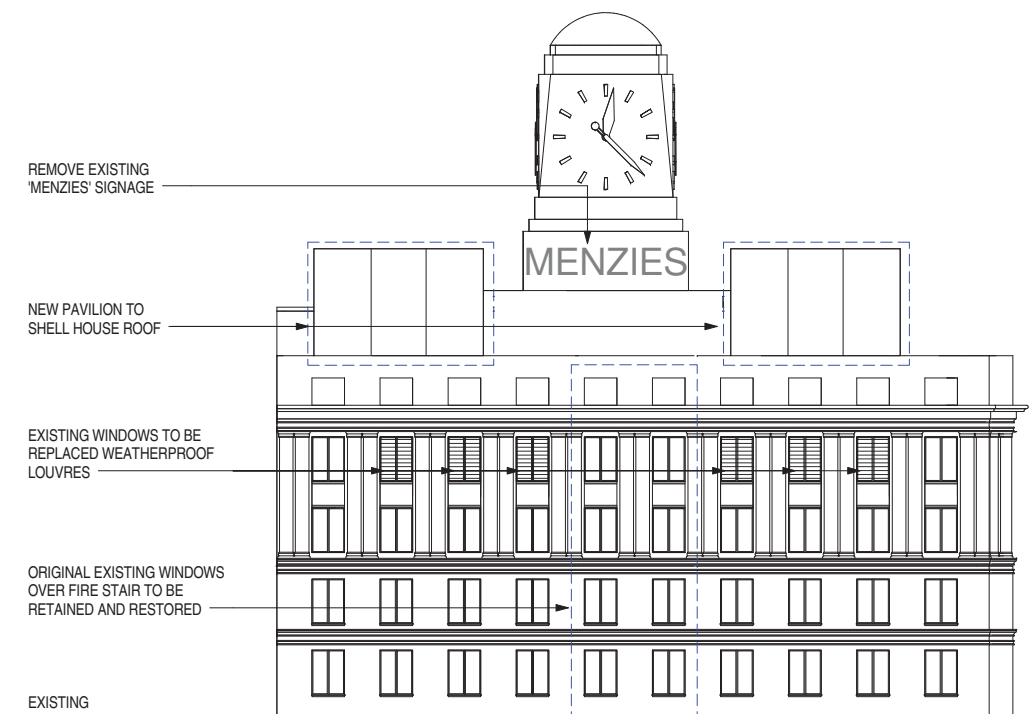 REMOVE EXISTING
'MENZIES' SIGNAGE
MENZIES
NEW PAVILION TO
SHELL HOUSE ROOF
EXISTING WINDOWS TO BE
REPLACED WEATHERPROOF
LOUVRES
ORIGINAL EXISTING WINDOWS
OVER FIRE STAIR TO BE
RETAINED AND RESTORED
EXISTING